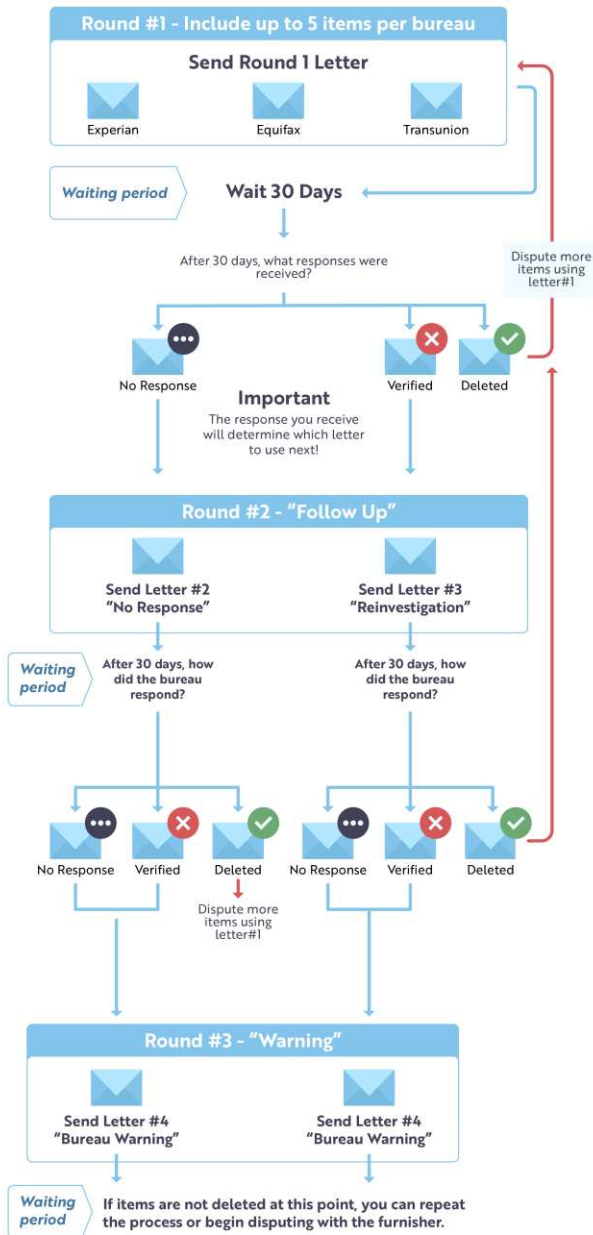 Round #1 - Include up to 5 items per bureau
Send Round 1 Letter
Experian
Equifax
Transunion
Waiting period
Wait 30 Days
After 30 days, what responses were
received?
Dispute more
items using
letter#1
No Response
Verified
Deleted
Important
The response you receive
will determine which letter
to use next!
Round #2 - “Follow Up”
Send Letter #2
“No Response”
Send Letter #3
“Reinvestigation”
Waiting
period
After 30 days, how
did the bureau
respond?
After 30 days, how
did the bureau
respond?
No Response
Verified
Deleted
No Response
Verified
Deleted
Dispute more
items using
letter#1
Round #3 - “Warning”
Send Letter #4
“Bureau Warning”
Send Letter #4
“Bureau Warning”
Waiting
period
If items are not deleted at this point, you can repeat
the process or begin disputing with the furnisher.